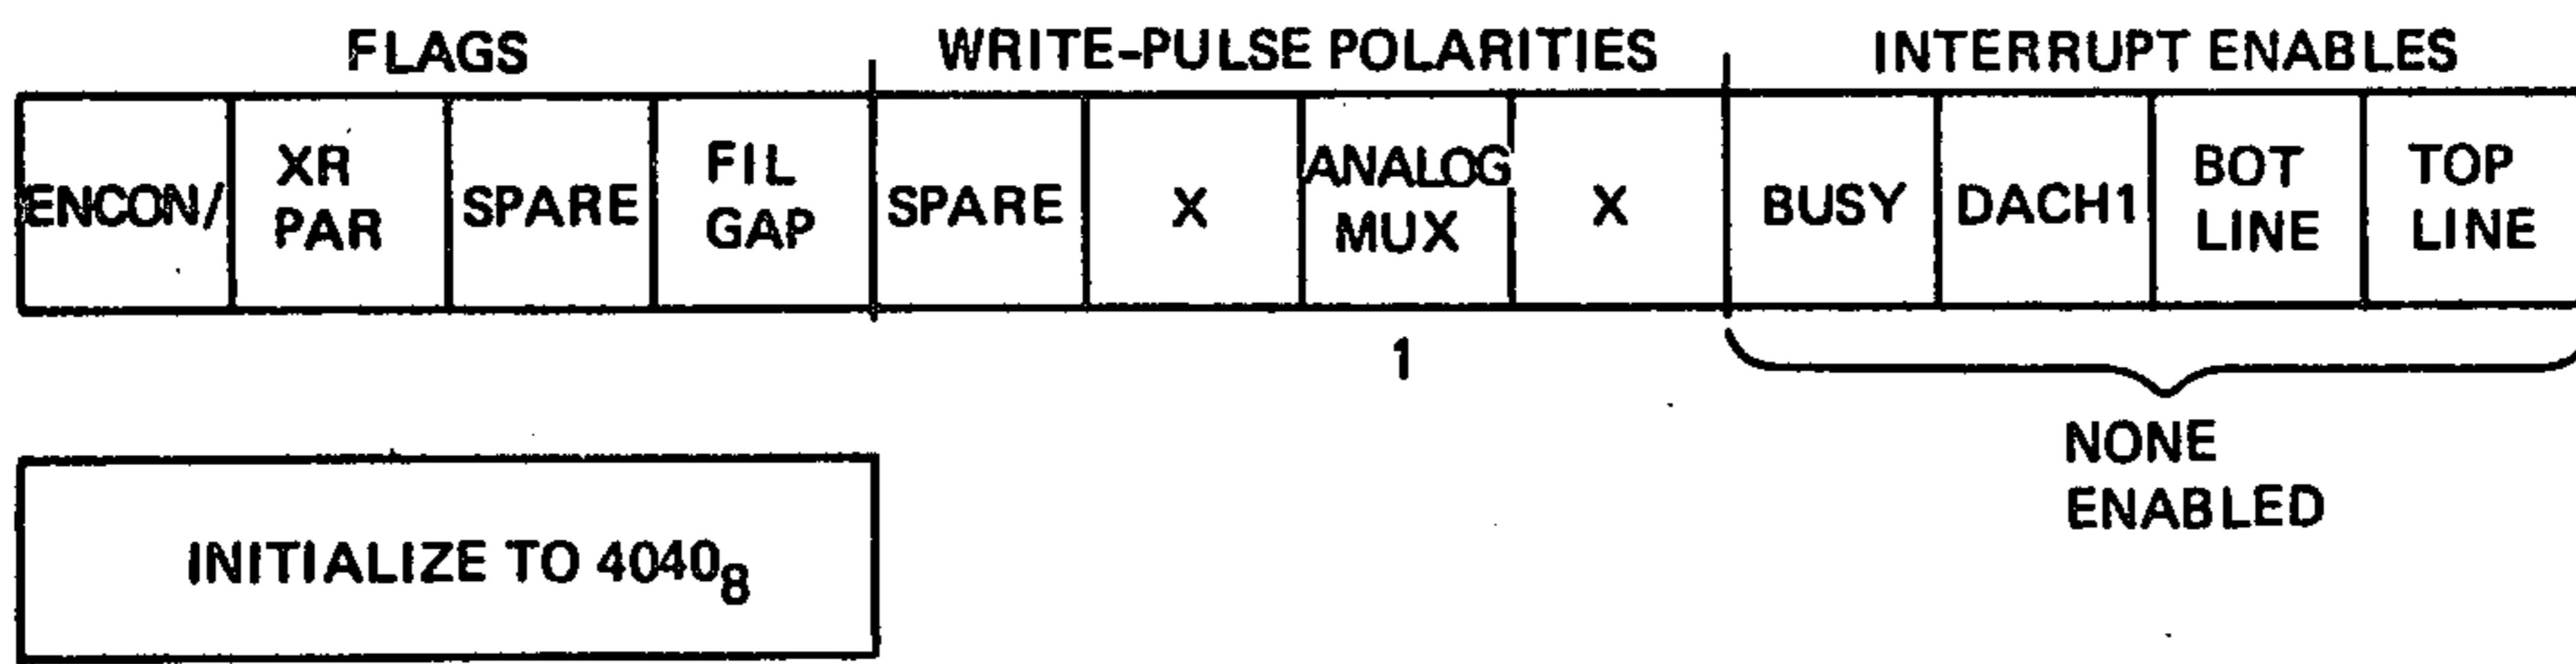 FLAGS WRITE-PULSE POLARITIES INTERRUPT ENABLES
ENCON/ XR PAR SPARE FIL GAP SPARE X ANALOG MUX X BUSY DACH1 BOT LINE TOP LINE
1
NONE
ENABLED
INITIALIZE TO 4040₈